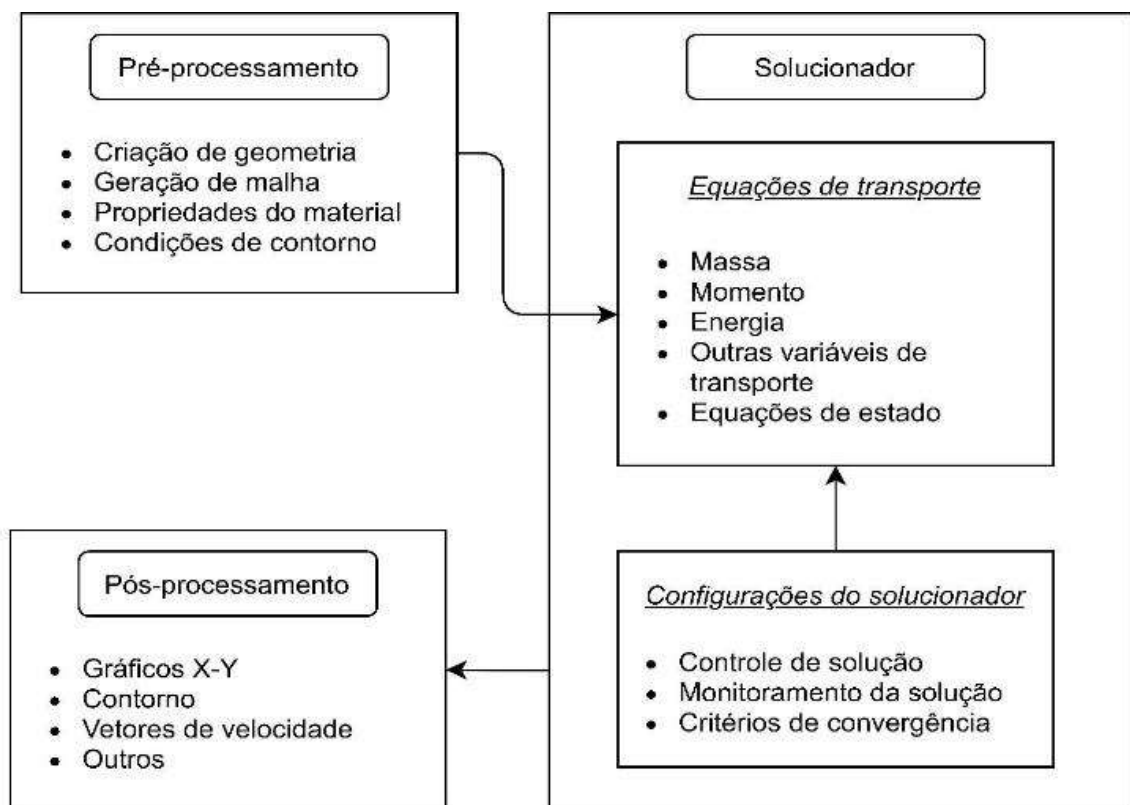 Pré-processamento
• Criação de geometria
• Geração de malha
• Propriedades do material
• Condições de contorno
Solucionador
Equações de transporte
• Massa
• Momento
• Energia
• Outras variáveis de
transporte
• Equações de estado
Configurações do solucionador
• Controle de solução
• Monitoramento da solução
• Critérios de convergência
Pós-processamento
• Gráficos X-Y
• Contorno
• Vetores de velocidade
• Outros